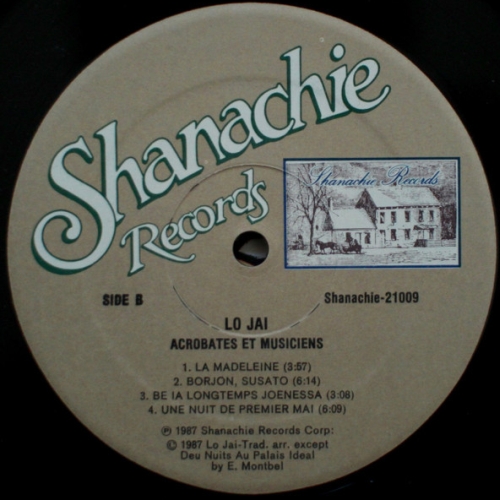 Shanachie
Records
Shanachie Records
SIDE B
Shanachie-21009
LO JAI
ACROBATES ET MUSICIENS
1. LA MADELEINE (3:57)
2. BORJON, SUSATO (6:14)
3. BE IA LONGTEMPS JOENESSA (3:08)
4. UNE NUIT DE PREMIER MAI (6:09)
℗ 1987 Shanachie Records Corp:
© 1987 Lo Jai-Trad. arr. except
Deu Nuits Au Palais Ideal
by E. Montbel